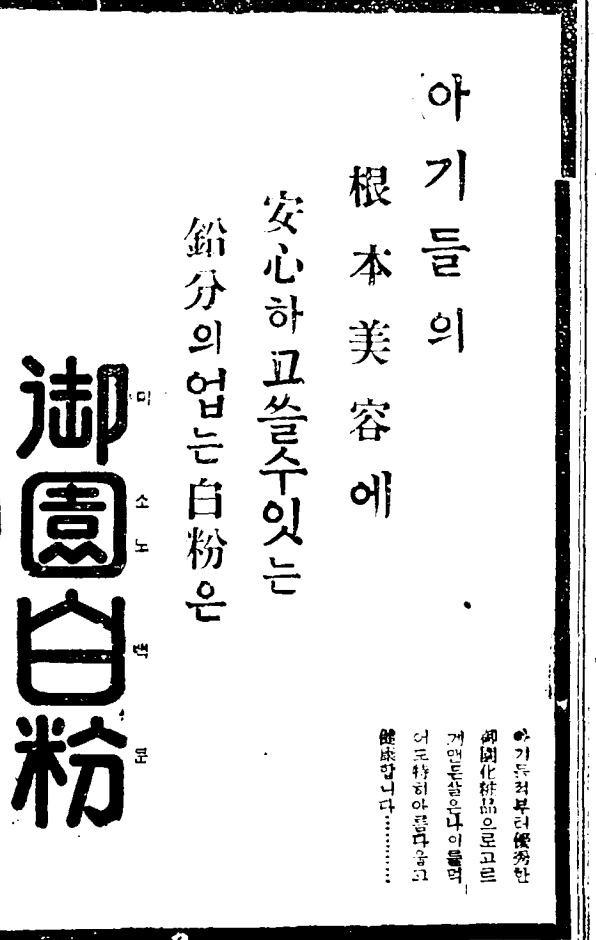 아기들의
根本美容에
安心하고쓸수잇는
鉛分의업는白粉은
御園白粉
미소노백분
아기들적부터優秀한
御園化粧品으로고르
게맨든살은나이를먹
어도特히아름다웁고
健康합니다…………